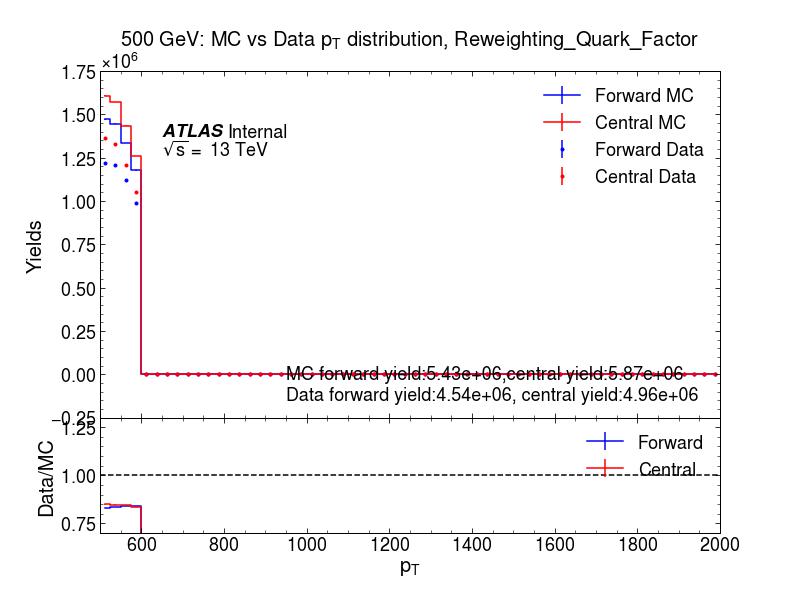 500 GeV: MC vs Data pT distribution, Reweighting_Quark_Factor
×10⁶
1.75
1.50
1.25
1.00
0.75
0.50
0.25
0.00
−0.25
Yields
ATLAS Internal
√s = 13 TeV
Forward MC
Central MC
Forward Data
Central Data
MC forward yield:5.43e+06,central yield:5.87e+06
Data forward yield:4.54e+06, central yield:4.96e+06
1.25
1.00
0.75
Data/MC
Forward
Central
600 800 1000 1200 1400 1600 1800 2000
pT